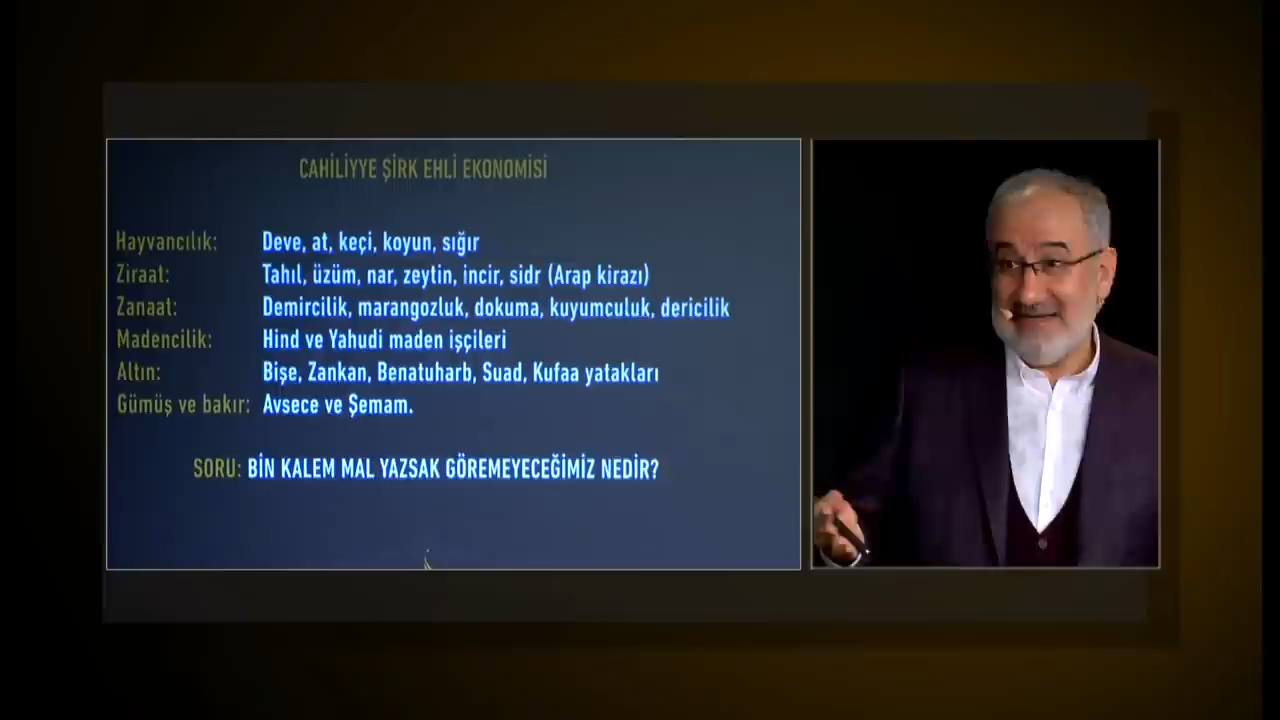 CAHİLİYYE ŞİRK EHLİ EKONOMİSİ
Hayvancılık: Deve, at, keçi, koyun, sığır
Ziraat: Tahıl, üzüm, nar, zeytin, incir, sidr (Arap kirazı)
Zanaat: Demircilik, marangozluk, dokuma, kuyumculuk, dericilik
Madencilik: Hind ve Yahudi maden işçileri
Altın: Bişe, Zankan, Benatuharb, Suad, Kufaa yatakları
Gümüş ve bakır: Avsece ve Şemam.
SORU: BİN KALEM MAL YAZSAK GÖREMEYECEĞİMİZ NEDİR?